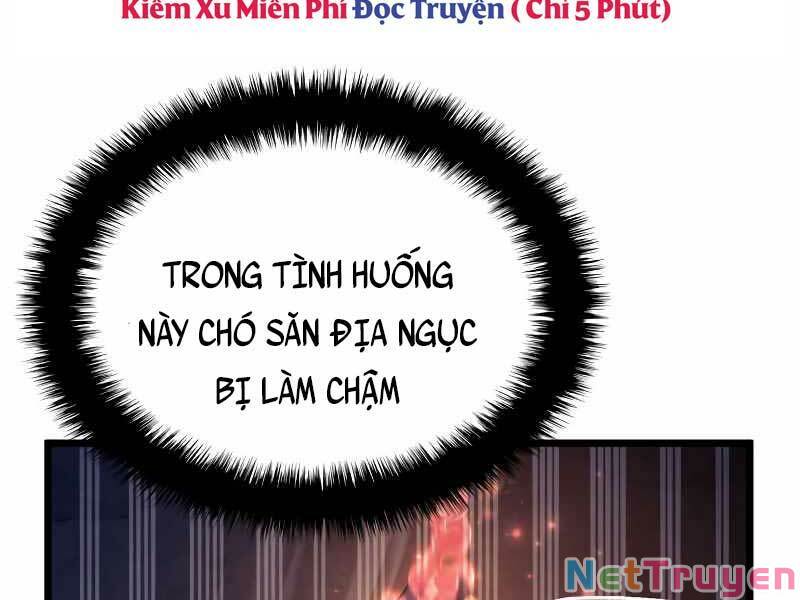 Kiếm Xu Miễn Phí Đọc Truyện ( Chỉ 5 Phút)
TRONG TÌNH HUỐNG
NÀY CHÓ SĂN ĐỊA NGỤC
BỊ LÀM CHẬM
NetTruyen